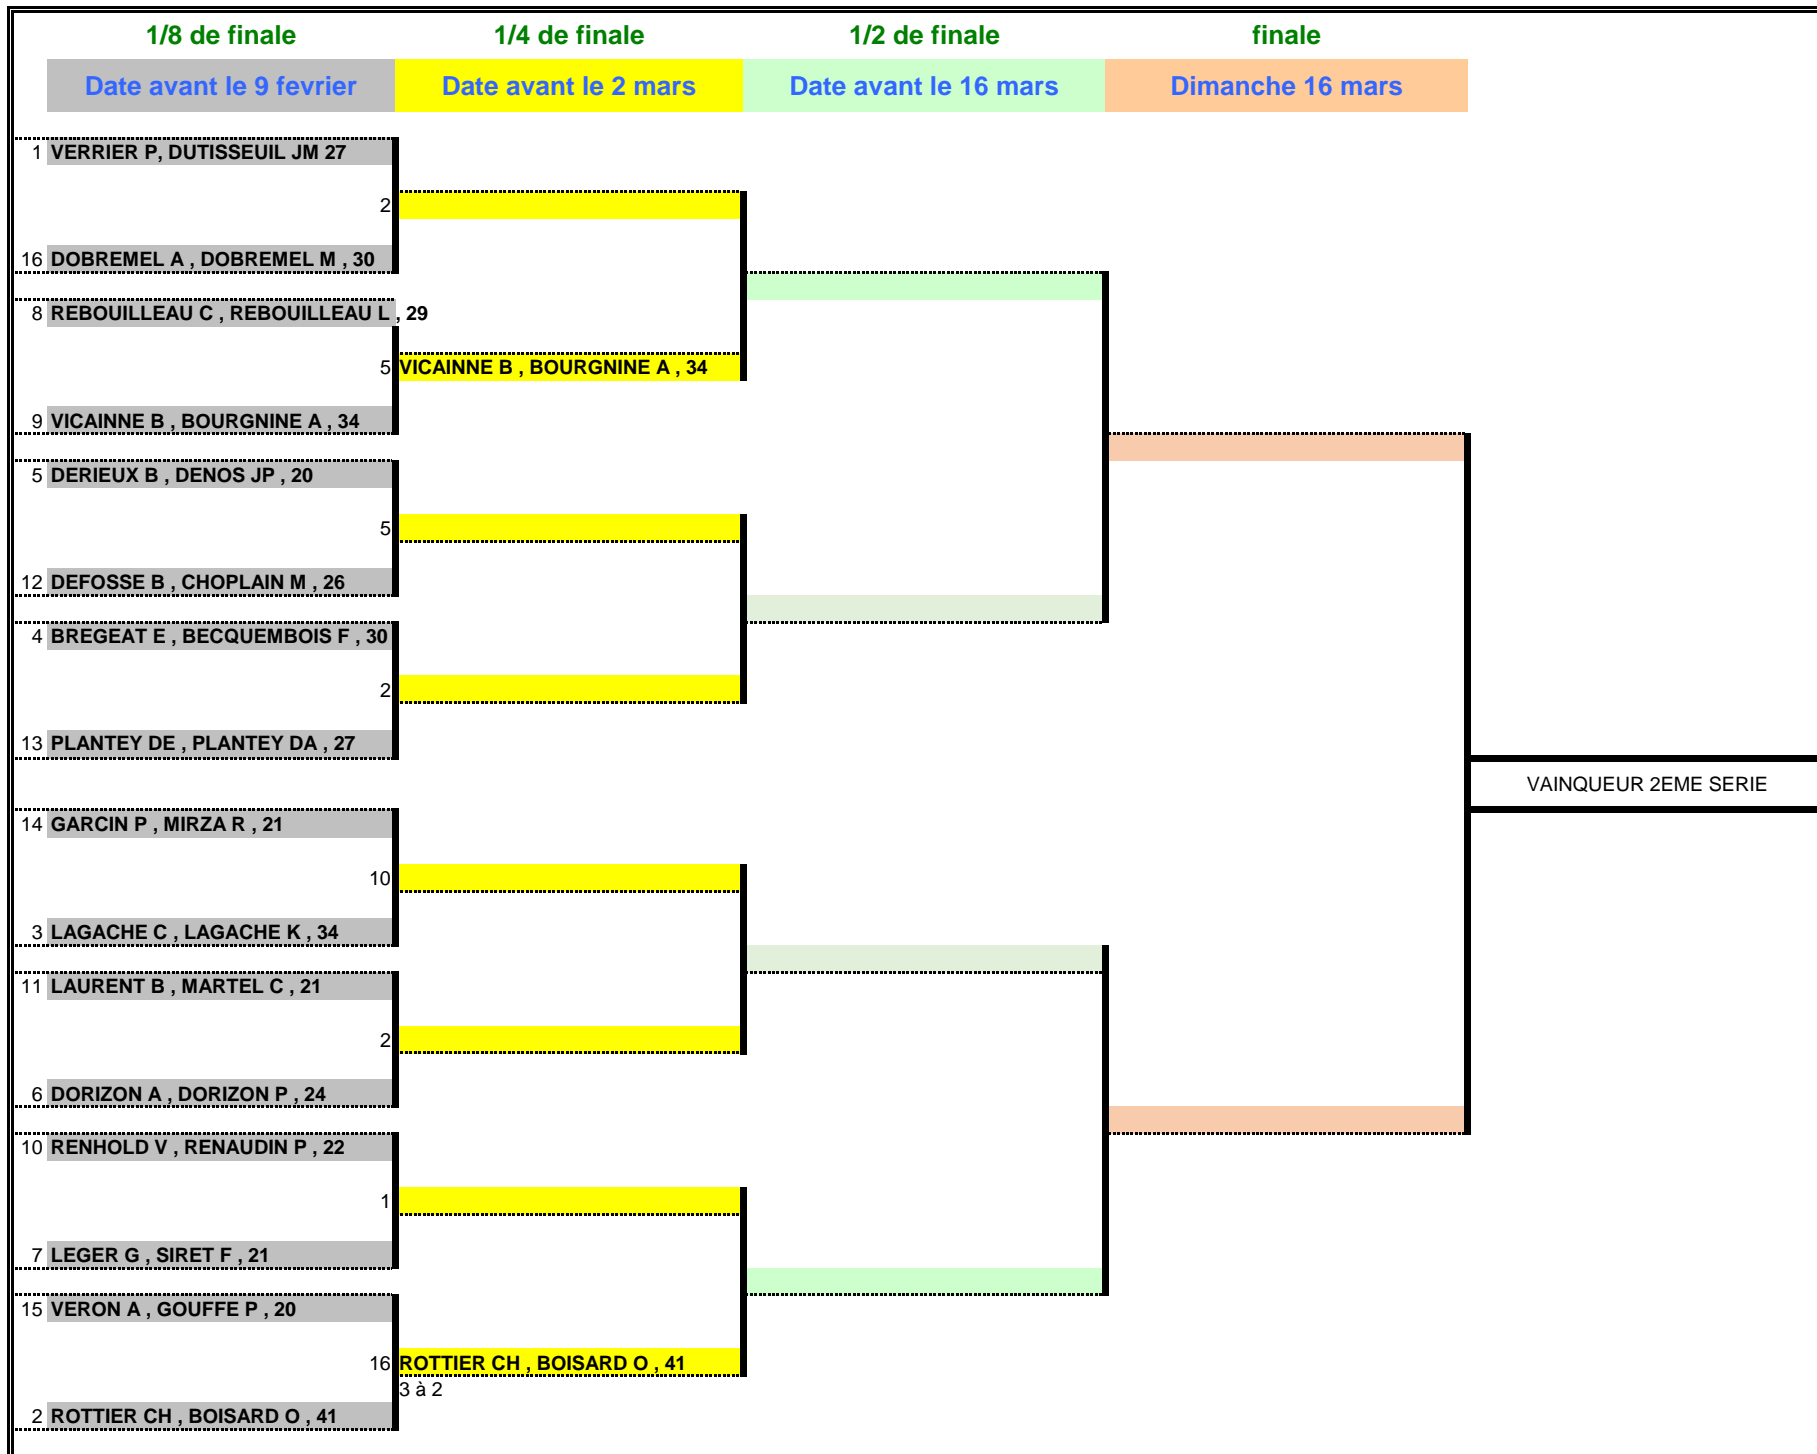 1/8 de finale 1/4 de finale 1/2 de finale finale
Date avant le 9 fevrier Date avant le 2 mars Date avant le 16 mars Dimanche 16 mars
1 VERRIER P, DUTISSEUIL JM 27
2
16 DOBREMEL A , DOBREMEL M , 30
8 REBOUILLEAU C , REBOUILLEAU L , 29
5 VICAINNE B , BOURGNINE A , 34
9 VICAINNE B , BOURGNINE A , 34
5 DERIEUX B , DENOS JP , 20
5
12 DEFOSSE B , CHOPLAIN M , 26
4 BREGEAT E , BECQUEMBOIS F , 30
2
13 PLANTEY DE , PLANTEY DA , 27
VAINQUEUR 2EME SERIE
14 GARCIN P , MIRZA R , 21
10
3 LAGACHE C , LAGACHE K , 34
11 LAURENT B , MARTEL C , 21
2
6 DORIZON A , DORIZON P , 24
10 RENHOLD V , RENAUDIN P , 22
1
7 LEGER G , SIRET F , 21
15 VERON A , GOUFFE P , 20
16 ROTTIER CH , BOISARD O , 41
3 à 2
2 ROTTIER CH , BOISARD O , 41